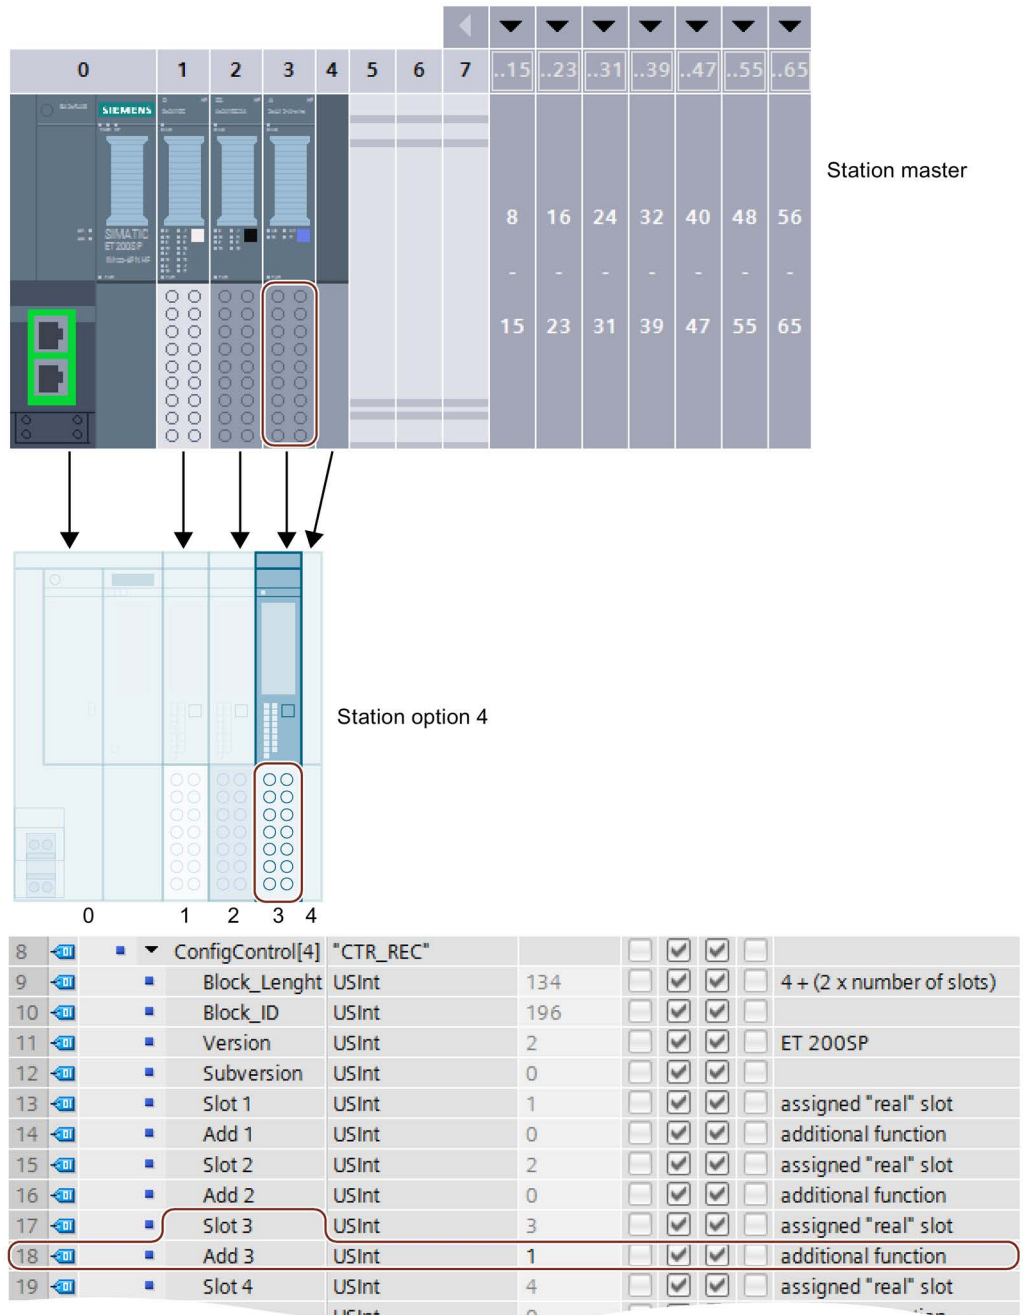 0 1 2 3 4 5 6 7 ..15 ..23 ..31 ..39 ..47 ..55 ..65
SIEMENS
Station master
8 16 24 32 40 48 56
- - - - - - -
15 23 31 39 47 55 65
SIMATIC
ET 200SP
Station option 4
0 1 2 3 4
8 ConfigControl[4] "CTR_REC"
9 Block_Lenght USInt 134 4 + (2 x number of slots)
10 Block_ID USInt 196
11 Version USInt 2 ET 200SP
12 Subversion USInt 0
13 Slot 1 USInt 1 assigned "real" slot
14 Add 1 USInt 0 additional function
15 Slot 2 USInt 2 assigned "real" slot
16 Add 2 USInt 0 additional function
17 Slot 3 USInt 3 assigned "real" slot
18 Add 3 USInt 1 additional function
19 Slot 4 USInt 4 assigned "real" slot